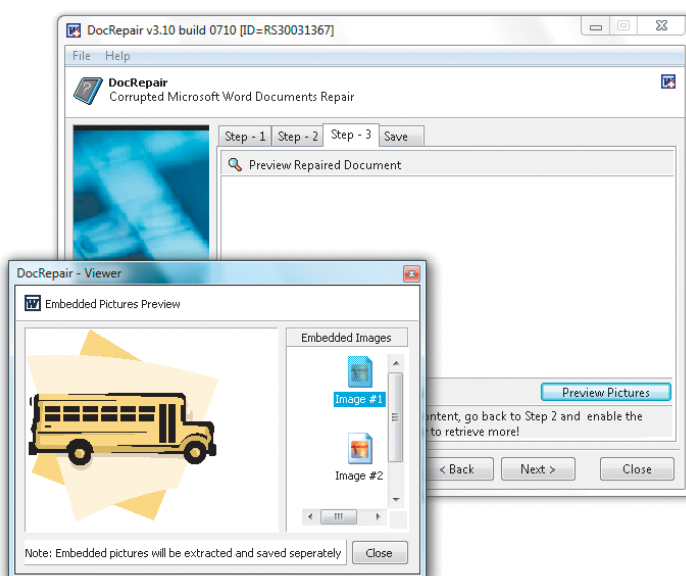 DocRepair v3.10 build 0710 [ID=RS30031367]
File Help
DocRepair
Corrupted Microsoft Word Documents Repair
Step - 1 Step - 2 Step - 3 Save
Preview Repaired Document
Preview Pictures
ontent, go back to Step 2 and enable the
to retrieve more!
< Back Next > Close
DocRepair - Viewer
Embedded Pictures Preview
Embedded Images
Image #1
Image #2
Note: Embedded pictures will be extracted and saved seperately Close